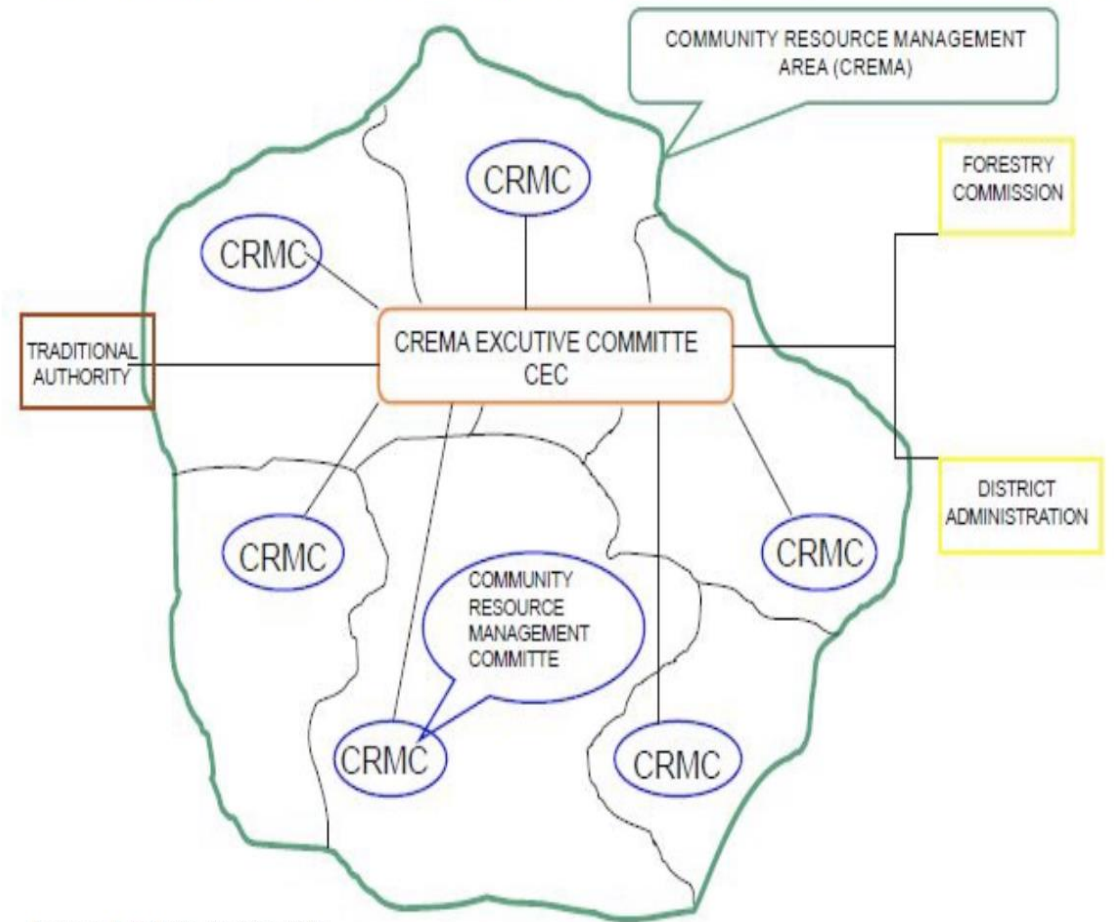 COMMUNITY RESOURCE MANAGEMENT
AREA (CREMA)
FORESTRY
COMMISSION
CRMC
CRMC
TRADITIONAL
AUTHORITY
CREMA EXCUTIVE COMMITTE
CEC
DISTRICT
ADMINISTRATION
CRMC
CRMC
COMMUNITY
RESOURCE
MANAGEMENT
COMMITTE
CRMC
CRMC